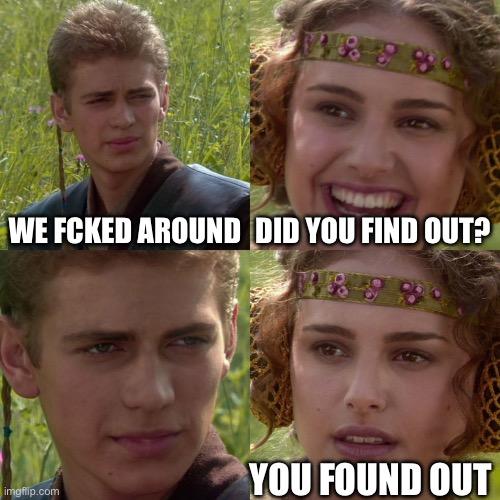 WE FCKED AROUND
DID YOU FIND OUT?
YOU FOUND OUT
imgflip.com